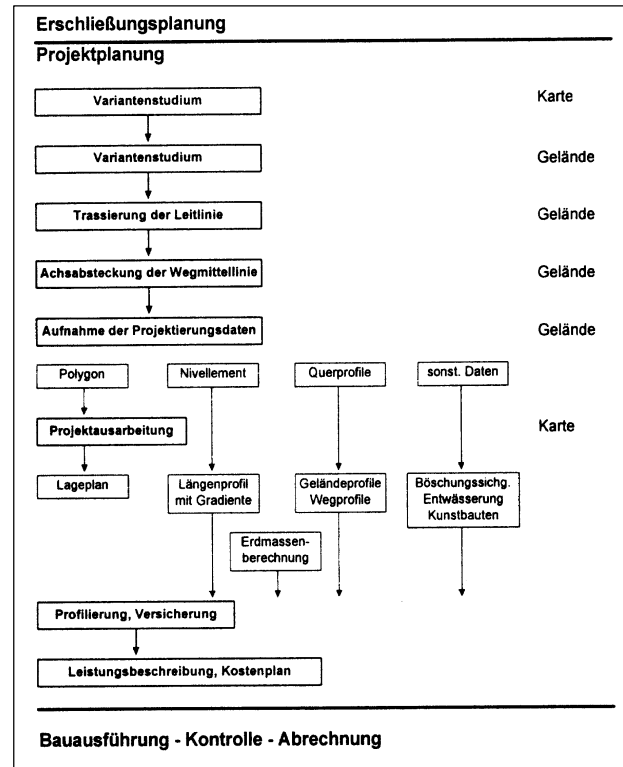 Erschließungsplanung
Projektplanung
Variantenstudium
Karte
Variantenstudium
Gelände
Trassierung der Leitlinie
Gelände
Achsabsteckung der Wegmittellinie
Gelände
Aufnahme der Projektierungsdaten
Gelände
Polygon
Nivellement
Querprofile
sonst. Daten
Projektausarbeitung
Karte
Lageplan
Längenprofil
mit Gradiente
Geländeprofile
Wegprofile
Böschungssichg.
Entwässerung
Kunstbauten
Erdmassen-
berechnung
Profilierung, Versicherung
Leistungsbeschreibung, Kostenplan
Bauausführung - Kontrolle - Abrechnung